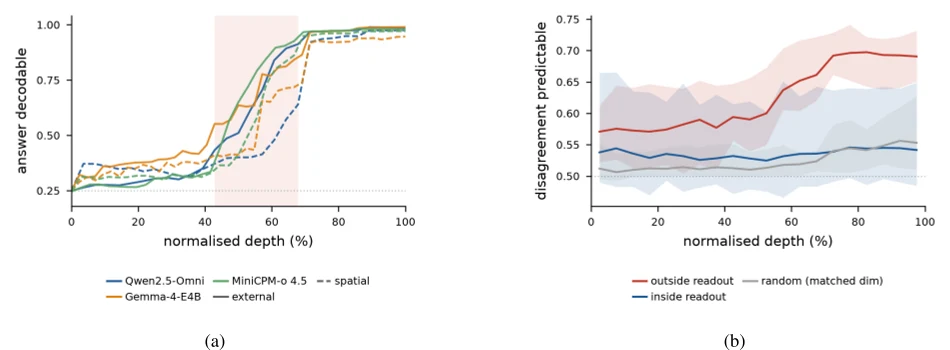 1.00
0.75
0.50
0.25
answer decodable
0 20 40 60 80 100
normalised depth (%)
Qwen2.5-Omni MiniCPM-o 4.5 spatial
Gemma-4-E4B external
(a)
0.75
0.70
0.65
0.60
0.55
0.50
disagreement predictable
0 20 40 60 80 100
normalised depth (%)
outside readout random (matched dim)
inside readout
(b)